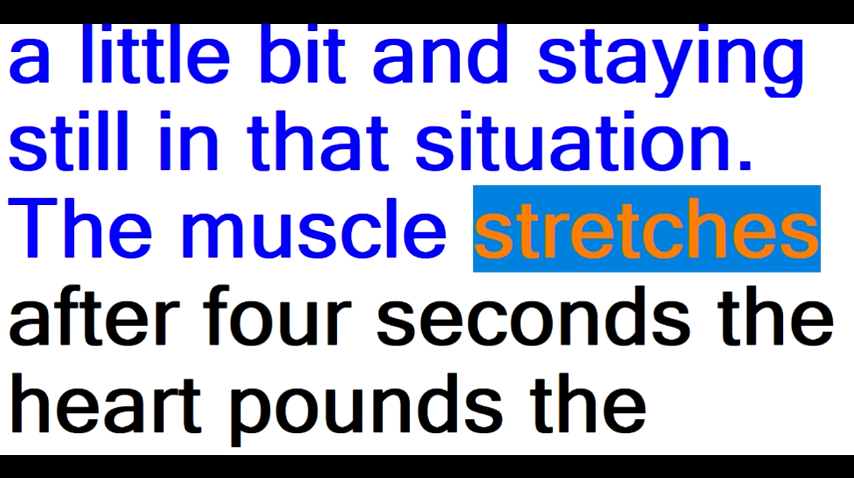 a little bit and staying
still in that situation.
The muscle stretches
after four seconds the
heart pounds the